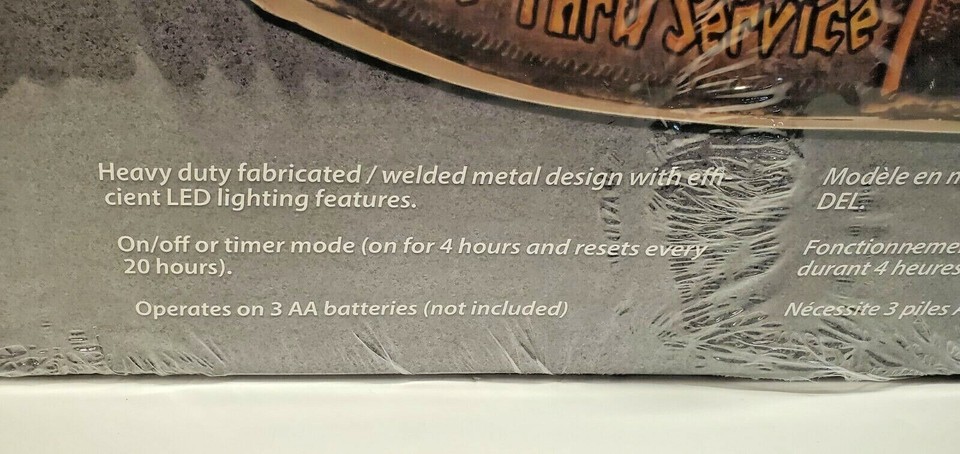 Thru Service
Heavy duty fabricated / welded metal design with effi-
cient LED lighting features.
Modèle en
DEL.
On/off or timer mode (on for 4 hours and resets every
20 hours).
Fonctionneme
durant 4 heures
Operates on 3 AA batteries (not included)
Nécessite 3 piles